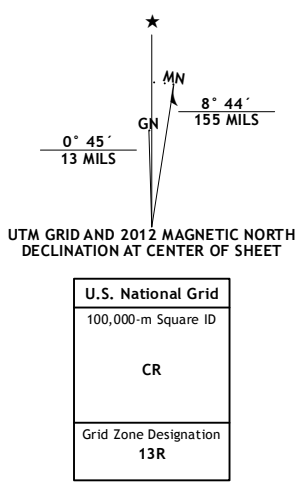 ★
MN
GN
8° 44´
155 MILS
0° 45´
13 MILS
UTM GRID AND 2012 MAGNETIC NORTH
DECLINATION AT CENTER OF SHEET
U.S. National Grid
100,000-m Square ID
CR
Grid Zone Designation
13R